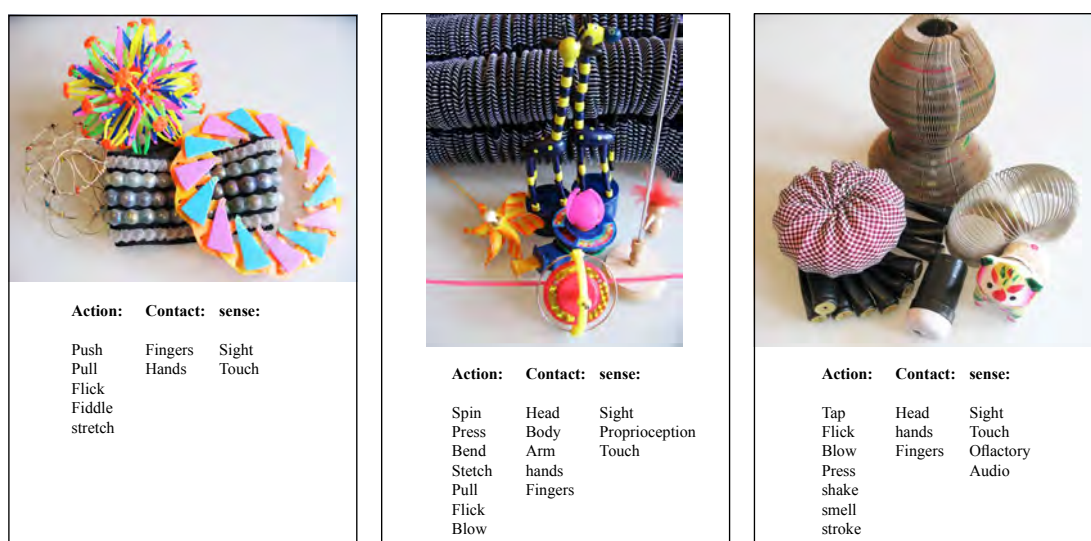 Action: Contact: sense:
Push Fingers Sight
Pull Hands Touch
Flick
Fiddle
stretch
Action: Contact: sense:
Spin Head Sight
Press Body Proprioception
Bend Arm Touch
Stetch hands
Pull Fingers
Flick
Blow
Action: Contact: sense:
Tap Head Sight
Flick hands Touch
Blow Fingers Oflactory
Press Audio
shake
smell
stroke